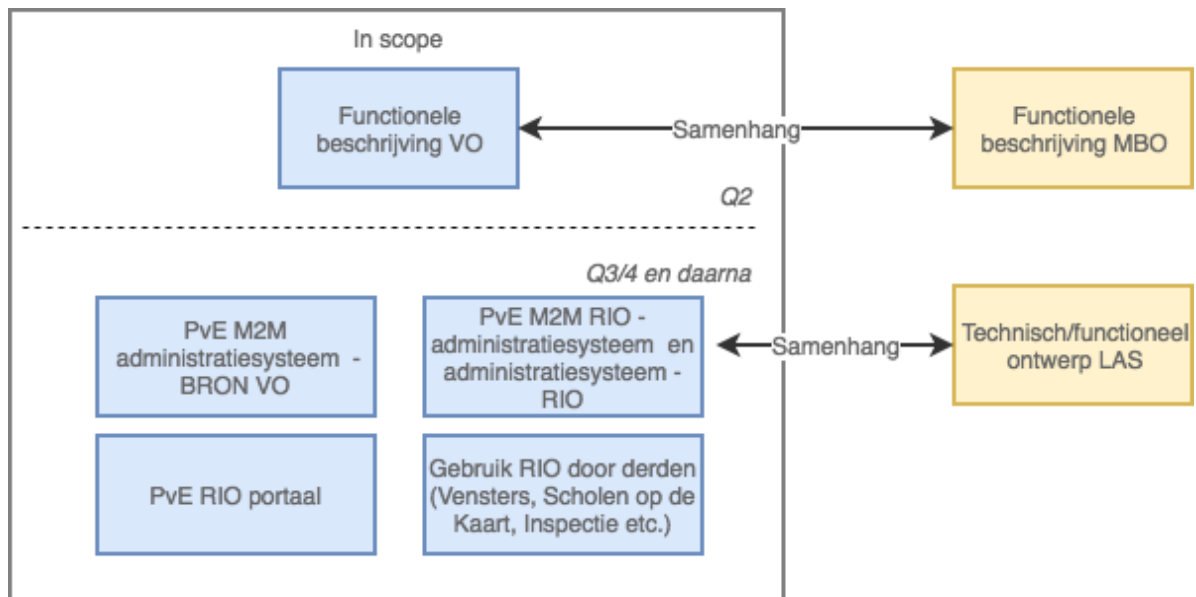 In scope
Functionele
beschrijving VO
Samenhang
Functionele
beschrijving MBO
Q2
Q3/4 en daarna
PvE M2M
administratiesysteem -
BRON VO
PvE M2M RIO -
administratiesysteem en
administratiesysteem -
RIO
Samenhang
Technisch/functioneel
ontwerp LAS
PvE RIO portaal
Gebruik RIO door derden
(Vensters, Scholen op de
Kaart, Inspectie etc.)